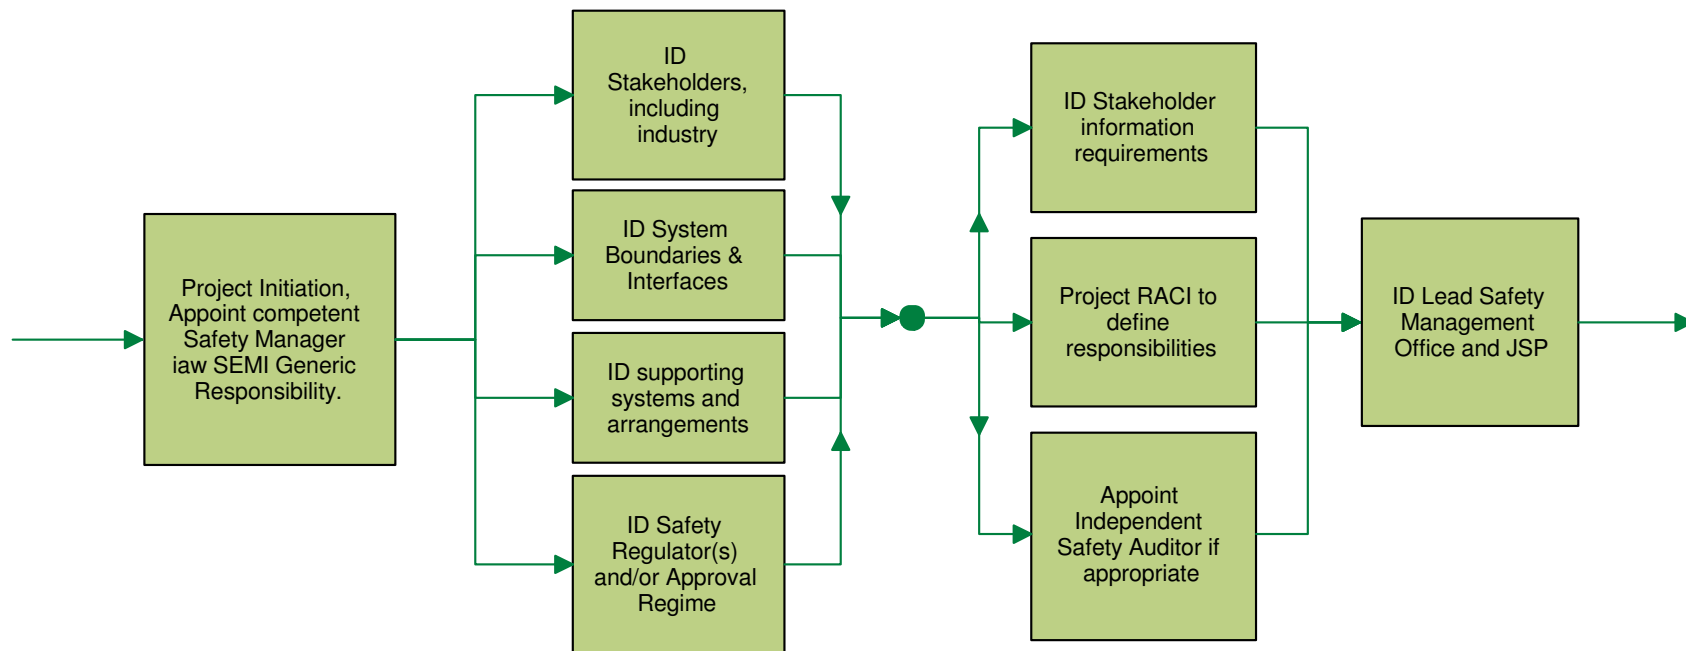 Project Initiation,
Appoint competent
Safety Manager
iaw SEMI Generic
Responsibility.
ID
Stakeholders,
including
industry
ID System
Boundaries &
Interfaces
ID supporting
systems and
arrangements
ID Safety
Regulator(s)
and/or Approval
Regime
ID Stakeholder
information
requirements
Project RACI to
define
responsibilities
Appoint
Independent
Safety Auditor if
appropriate
ID Lead Safety
Management
Office and JSP